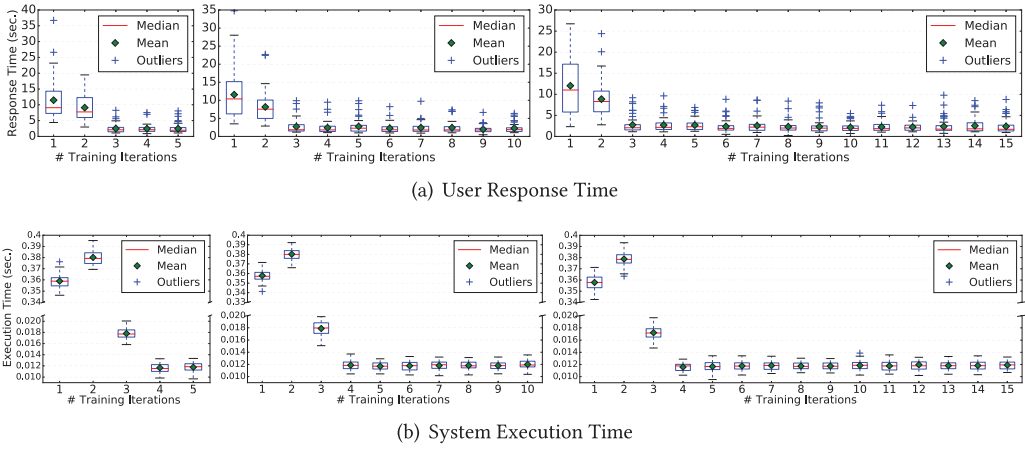 40
35
30
25
20
15
10
5
0
Response Time (sec.)
Median
Mean
Outliers
1 2 3 4 5
# Training Iterations
35
30
25
20
15
10
5
0
Median
Mean
Outliers
1 2 3 4 5 6 7 8 9 10
# Training Iterations
30
25
20
15
10
5
0
Median
Mean
Outliers
1 2 3 4 5 6 7 8 9 10 11 12 13 14 15
# Training Iterations
(a) User Response Time
0.4
0.39
0.38
0.37
0.36
0.35
0.34
0.020
0.018
0.016
0.014
0.012
0.010
Execution Time (sec.)
Median
Mean
Outliers
1 2 3 4 5
# Training Iterations
0.4
0.39
0.38
0.37
0.36
0.35
0.34
0.33
0.020
0.018
0.016
0.014
0.012
0.010
Median
Mean
Outliers
1 2 3 4 5 6 7 8 9 10
# Training Iterations
0.4
0.39
0.38
0.37
0.36
0.35
0.34
0.020
0.018
0.016
0.014
0.012
0.010
Median
Mean
Outliers
1 2 3 4 5 6 7 8 9 10 11 12 13 14 15
# Training Iterations
(b) System Execution Time